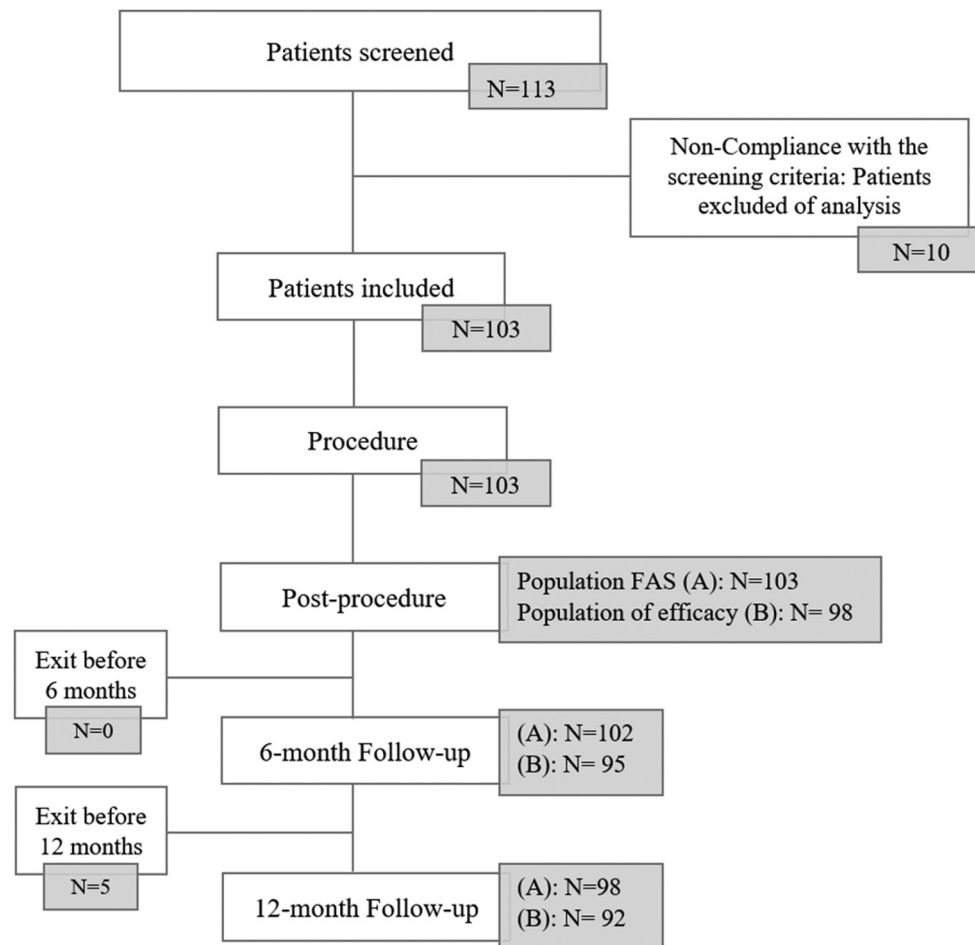 Patients screened
N=113
Non-Compliance with the
screening criteria: Patients
excluded of analysis
N=10
Patients included
N=103
Procedure
N=103
Post-procedure
Population FAS (A): N=103
Population of efficacy (B): N= 98
Exit before
6 months
N=0
6-month Follow-up
(A): N=102
(B): N= 95
Exit before
12 months
N=5
12-month Follow-up
(A): N=98
(B): N= 92